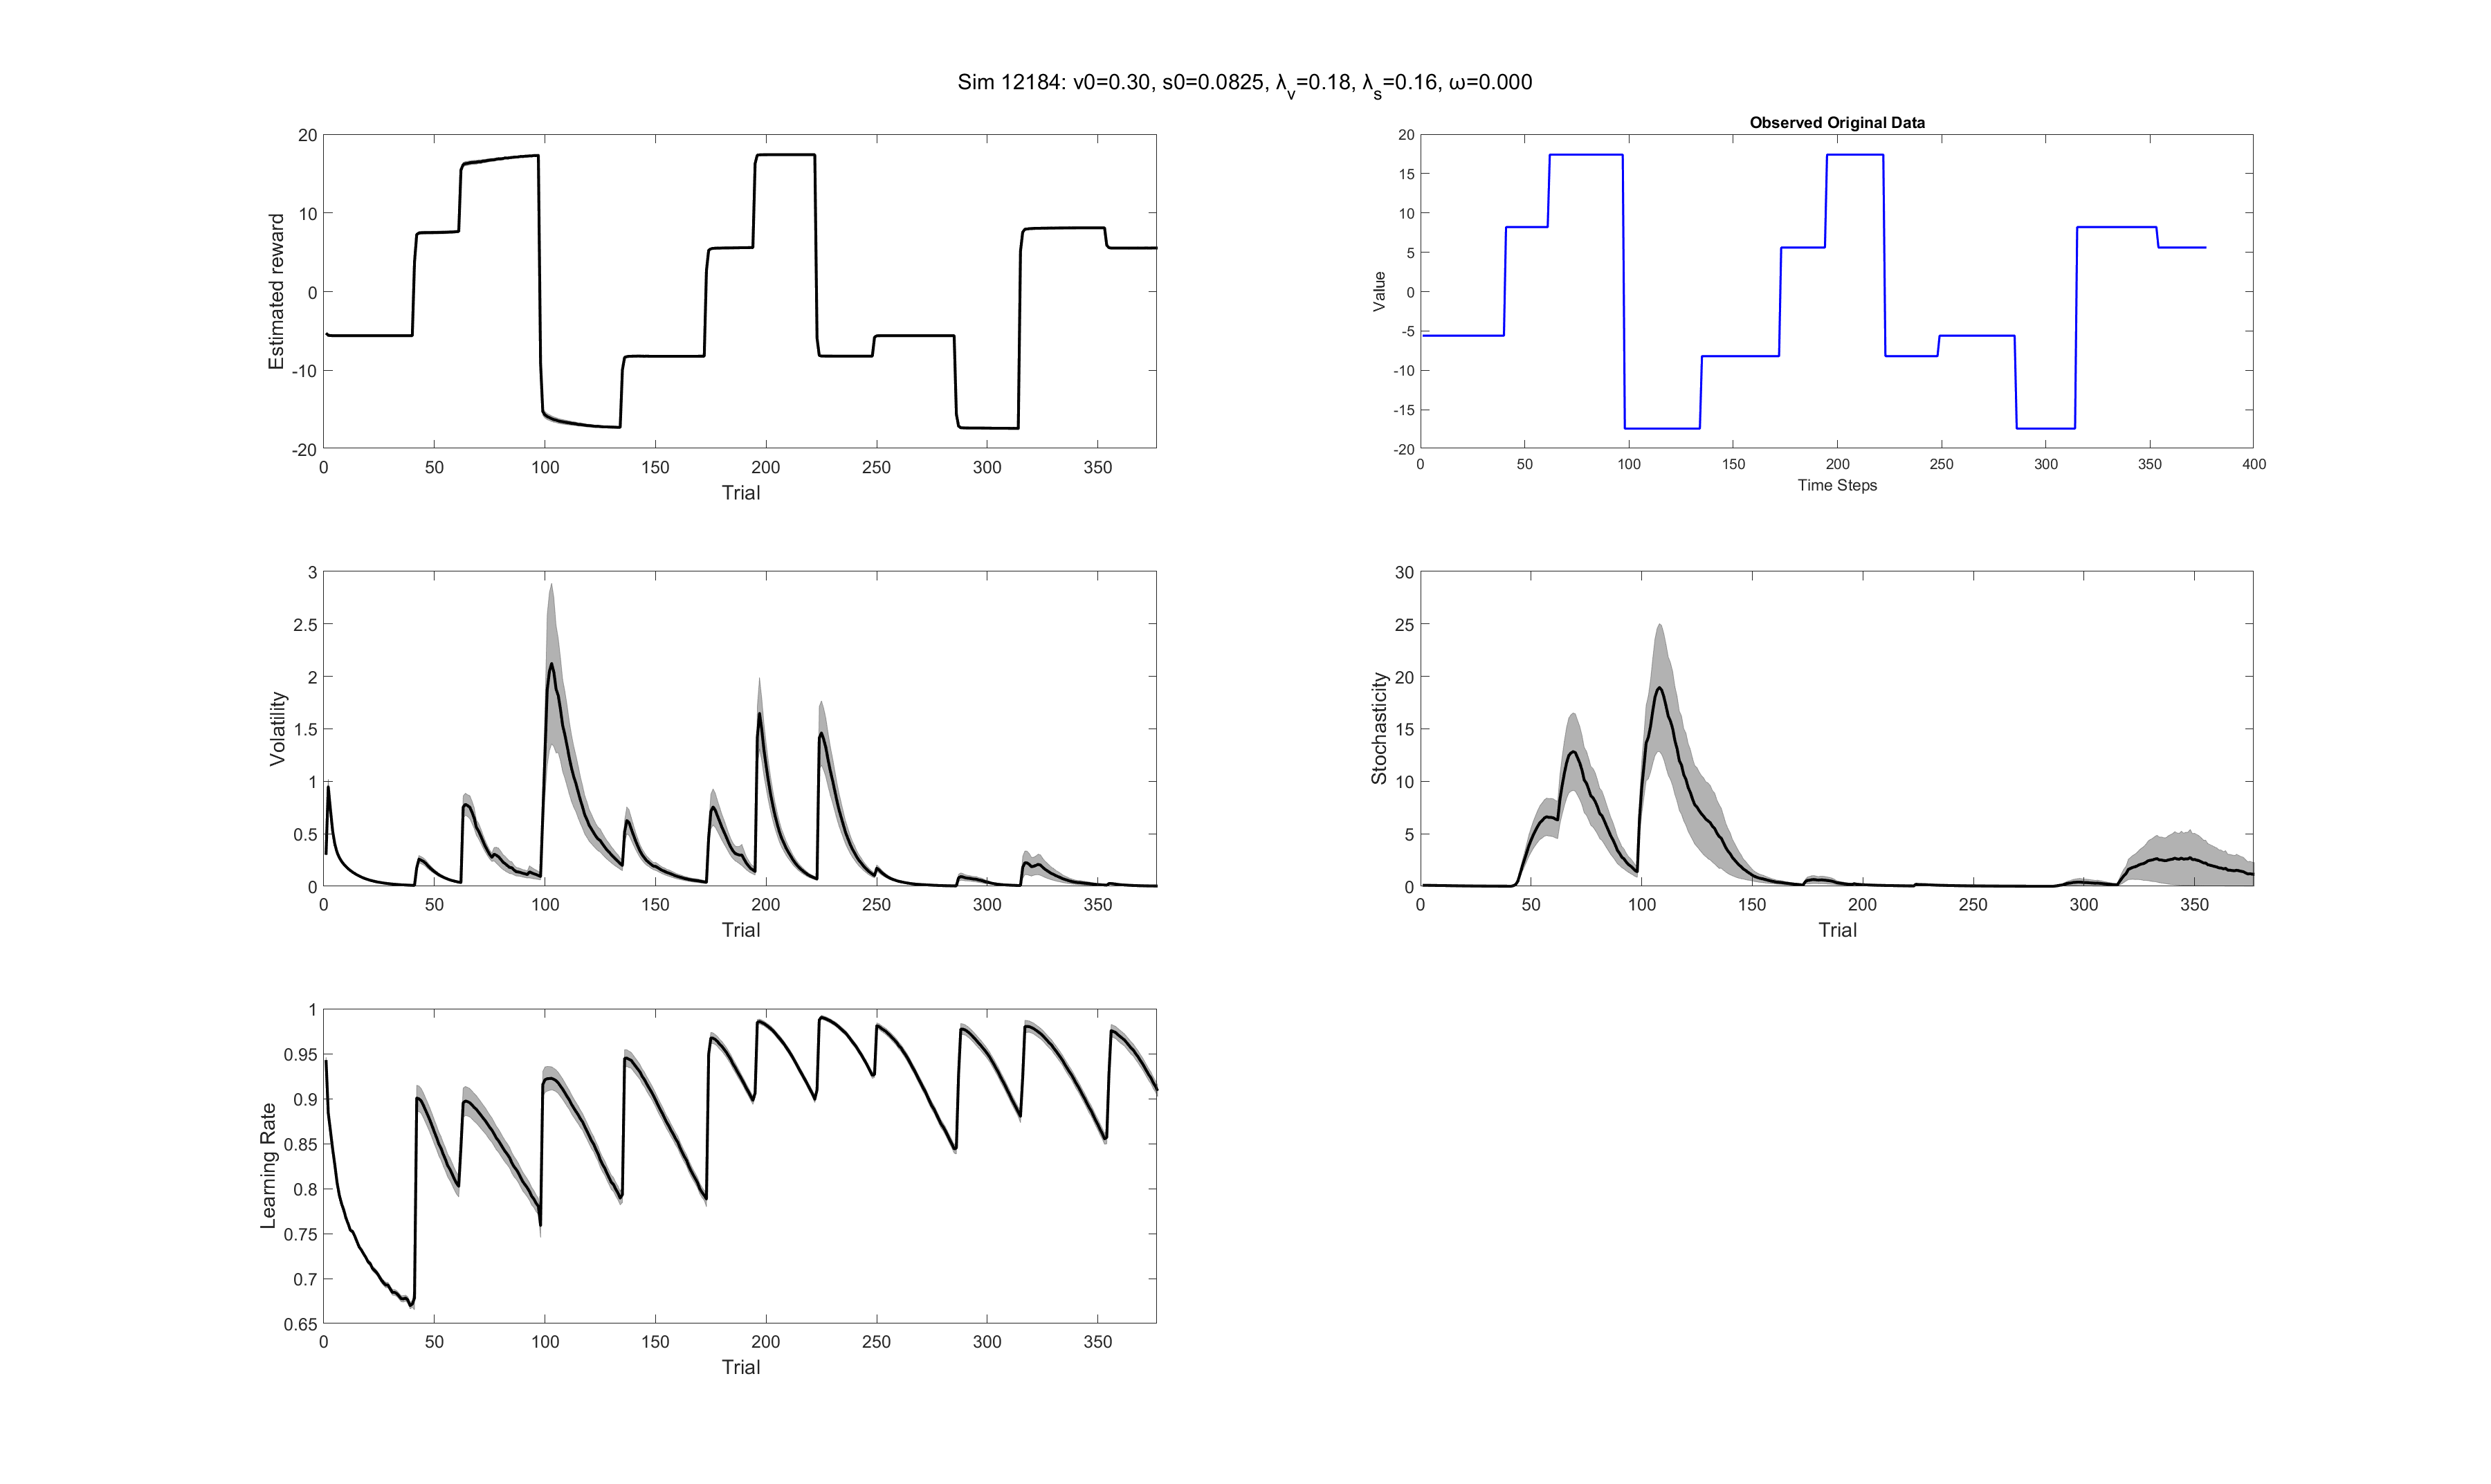 Sim 12184: v0=0.30, s0=0.0825, λv=0.18, λs=0.16, ω=0.000
20
10
0
-10
-20
Estimated reward
0 50 100 150 200 250 300 350
Trial
Observed Original Data
20
15
10
5
0
-5
-10
-15
-20
Value
0 50 100 150 200 250 300 350 400
Time Steps
3
2.5
2
1.5
1
0.5
0
Volatility
0 50 100 150 200 250 300 350
Trial
30
25
20
15
10
5
0
Stochasticity
0 50 100 150 200 250 300 350
Trial
1
0.95
0.9
0.85
0.8
0.75
0.7
0.65
Learning Rate
0 50 100 150 200 250 300 350
Trial